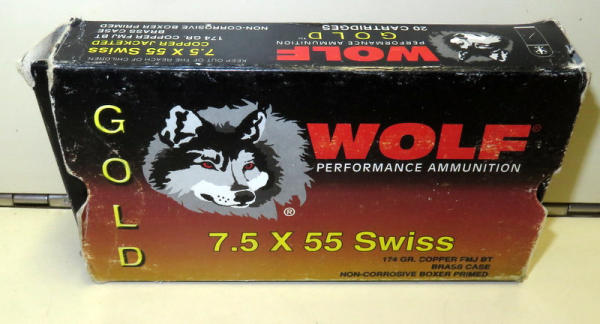 KEEP OUT OF THE REACH OF CHILDREN
7.5 X 55 Swiss
COPPER JACKETED
174 GR. COPPER FMJ BT
BRASS CASE
NON-CORROSIVE BOXER PRIMED
WOLF
PERFORMANCE AMMUNITION
GOLD™
20 CARTRIDGES
GOLD
WOLF®
PERFORMANCE AMMUNITION
®
7.5 X 55 Swiss
174 GR. COPPER FMJ BT
BRASS CASE
NON-CORROSIVE BOXER PRIMED